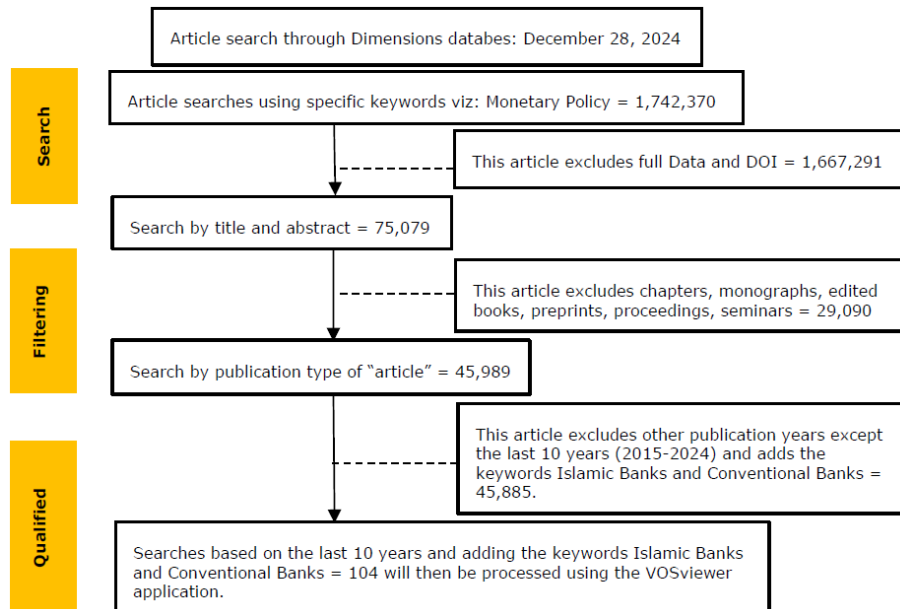 Article search through Dimensions databes: December 28, 2024
Search
Article searches using specific keywords viz: Monetary Policy = 1,742,370
This article excludes full Data and DOI = 1,667,291
Search by title and abstract = 75,079
Filtering
This article excludes chapters, monographs, edited
books, preprints, proceedings, seminars = 29,090
Search by publication type of “article” = 45,989
Qualified
This article excludes other publication years except
the last 10 years (2015-2024) and adds the
keywords Islamic Banks and Conventional Banks =
45,885.
Searches based on the last 10 years and adding the keywords Islamic Banks
and Conventional Banks = 104 will then be processed using the VOSviewer
application.